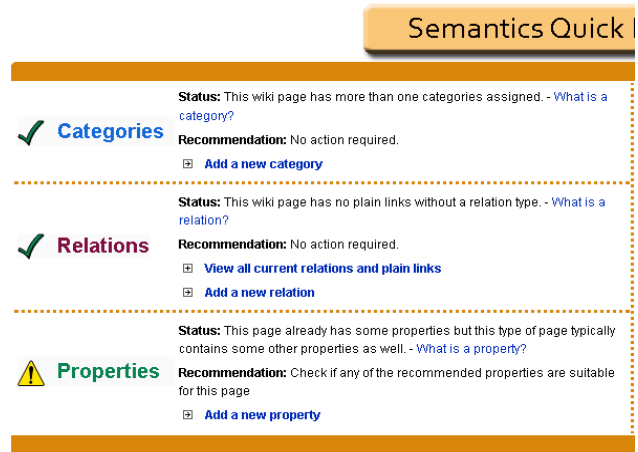 Semantics Quick
Status: This wiki page has more than one categories assigned. - What is a
category?
Categories
Recommendation: No action required.
Add a new category
Status: This wiki page has no plain links without a relation type. - What is a
relation?
Relations
Recommendation: No action required.
View all current relations and plain links
Add a new relation
Status: This page already has some properties but this type of page typically
contains some other properties as well. - What is a property?
Properties
Recommendation: Check if any of the recommended properties are suitable
for this page
Add a new property